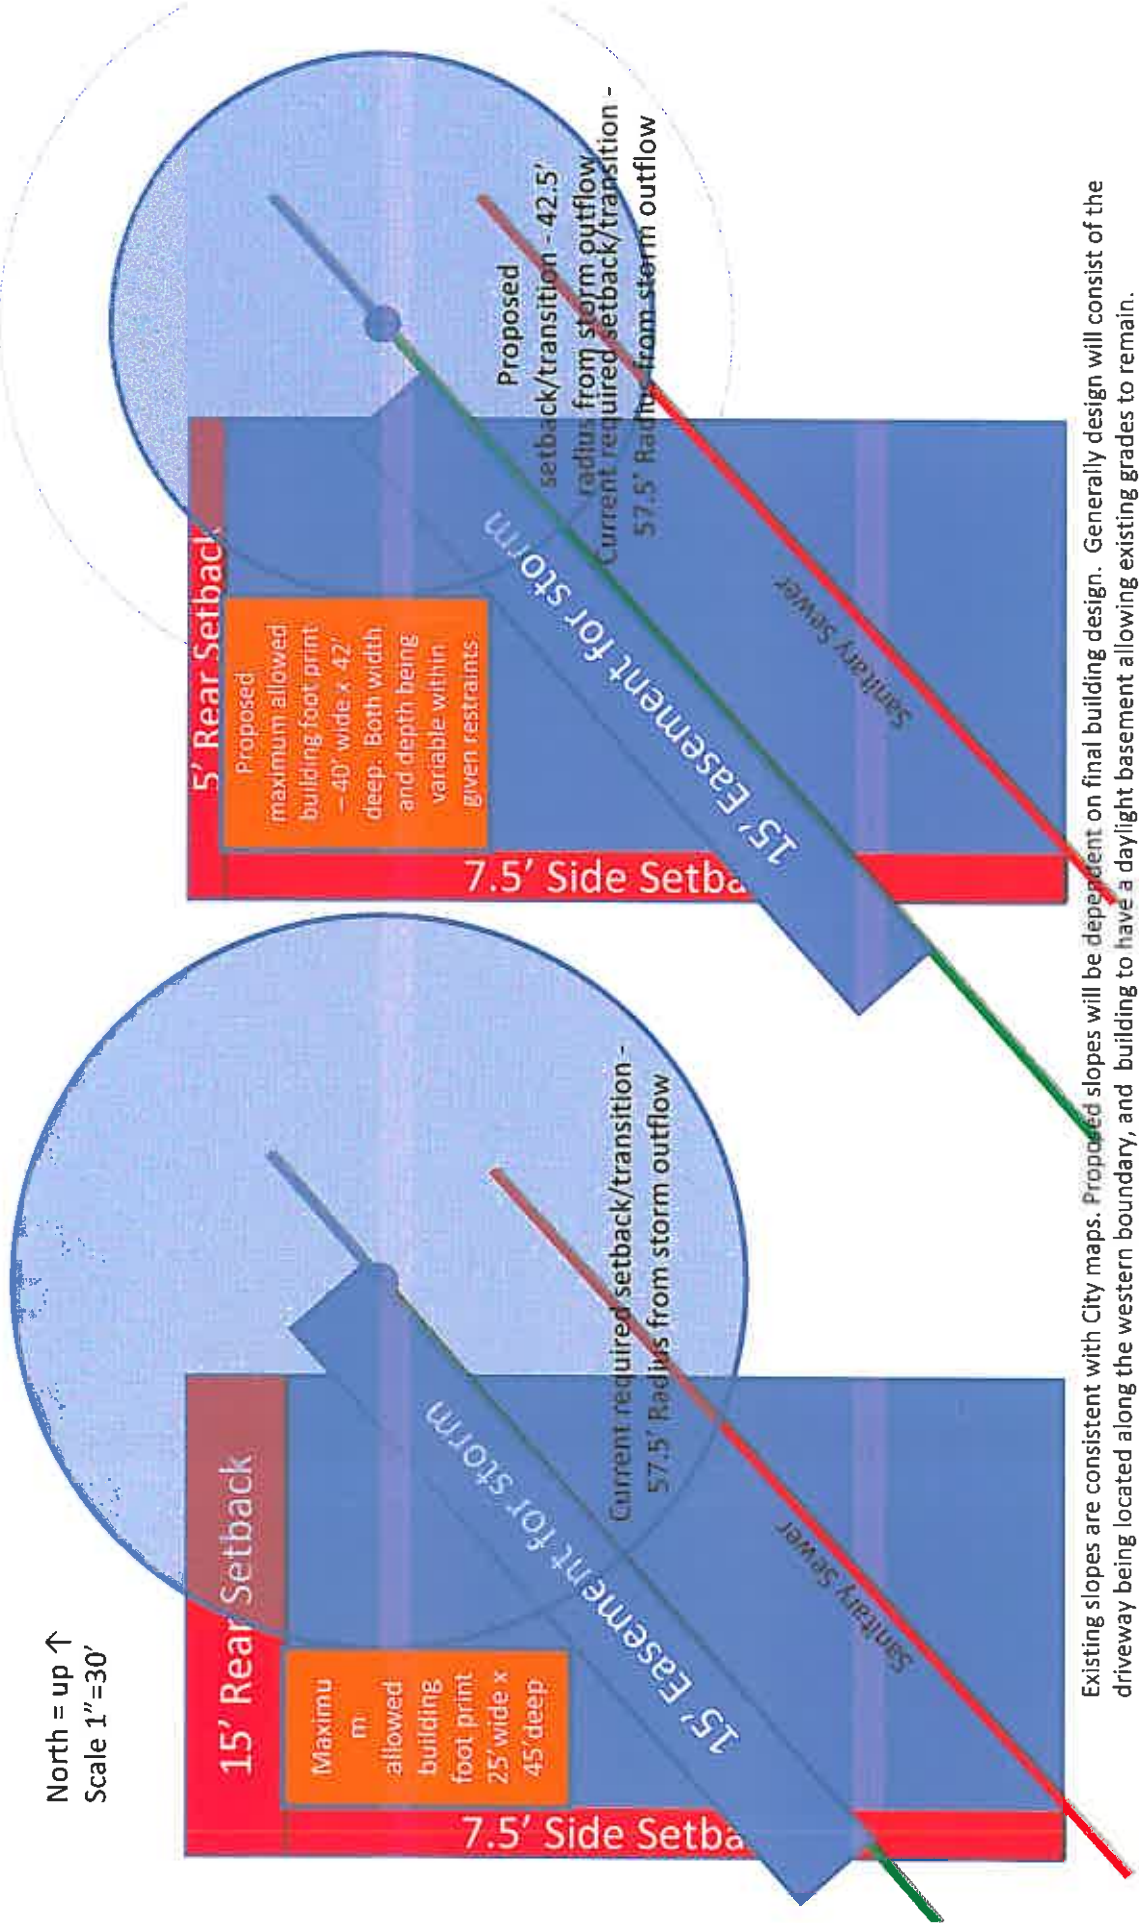 North = up ↑
Scale 1”=30’
15’ Rear Setback
Maximu
m
allowed
building
foot print
25’ wide x
45’deep
7.5’ Side Setba
15’ Easement for storm
Sanitary Sewer
Current required setback/transition -
57.5’ Radius from storm outflow
5’ Rear Setback
Proposed
maximum allowed
building foot print
– 40’ wide x 42’
deep. Both width
and depth being
variable within
given restraints
7.5’ Side Setba
15’ Easement for storm
Sanitary Sewer
Proposed
setback/transition - 42.5’
radius from storm outflow
Current required setback/transition -
57.5’ Radius from storm outflow
Existing slopes are consistent with City maps. Proposed slopes will be dependent on final building design. Generally design will consist of the
driveway being located along the western boundary, and building to have a daylight basement allowing existing grades to remain.